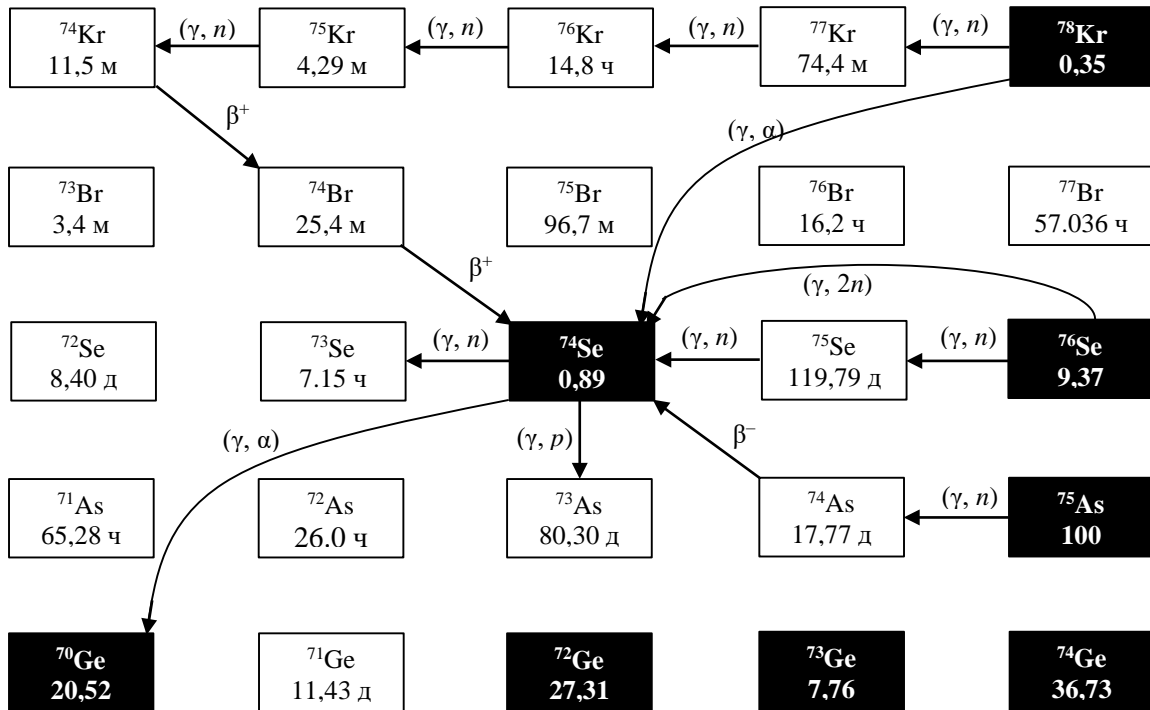 ⁷⁴Kr
11,5 м
(γ, n)
⁷⁵Kr
4,29 м
(γ, n)
⁷⁶Kr
14,8 ч
(γ, n)
⁷⁷Kr
74,4 м
(γ, n)
⁷⁸Kr
0,35
β⁺
(γ, α)
⁷³Br
3,4 м
⁷⁴Br
25,4 м
⁷⁵Br
96,7 м
⁷⁶Br
16,2 ч
⁷⁷Br
57.036 ч
β⁺
(γ, 2n)
⁷²Se
8,40 д
⁷³Se
7.15 ч
(γ, n)
⁷⁴Se
0,89
(γ, n)
⁷⁵Se
119,79 д
(γ, n)
⁷⁶Se
9,37
(γ, α)
(γ, p)
β⁻
⁷¹As
65,28 ч
⁷²As
26.0 ч
⁷³As
80,30 д
⁷⁴As
17,77 д
(γ, n)
⁷⁵As
100
⁷⁰Ge
20,52
⁷¹Ge
11,43 д
⁷²Ge
27,31
⁷³Ge
7,76
⁷⁴Ge
36,73